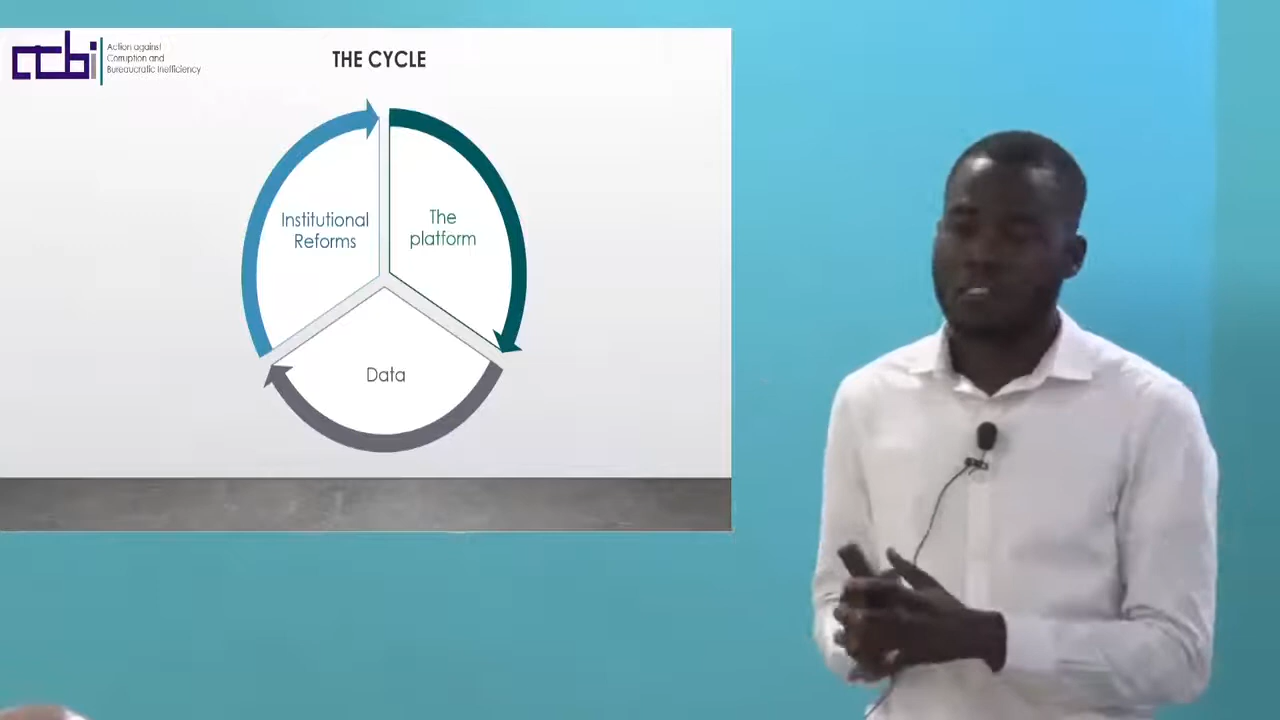 acbi
Action against
Corruption and
Bureaucratic Inefficiency
THE CYCLE
Institutional
Reforms
The
platform
Data